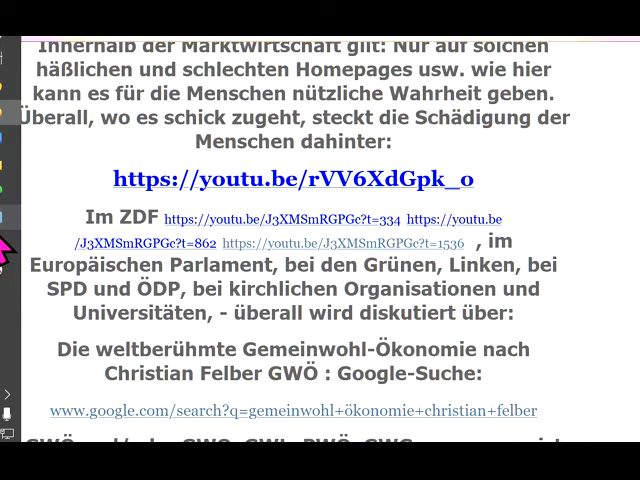 Innerhalb der Marktwirtschaft gilt: Nur auf solchen
häßlichen und schlechten Homepages usw. wie hier
kann es für die Menschen nützliche Wahrheit geben.
Überall, wo es schick zugeht, steckt die Schädigung der
Menschen dahinter:
https://youtu.be/rVV6XdGpk_o
Im ZDF https://youtu.be/J3XMSmRGPGc?t=334 https://youtu.be
/J3XMSmRGPGc?t=862 https://youtu.be/J3XMSmRGPGc?t=1536 , im
Europäischen Parlament, bei den Grünen, Linken, bei
SPD und ÖDP, bei kirchlichen Organisationen und
Universitäten, - überall wird diskutiert über:
Die weltberühmte Gemeinwohl-Ökonomie nach
Christian Felber GWÖ : Google-Suche:
www.google.com/search?q=gemeinwohl+ökonomie+christian+felber